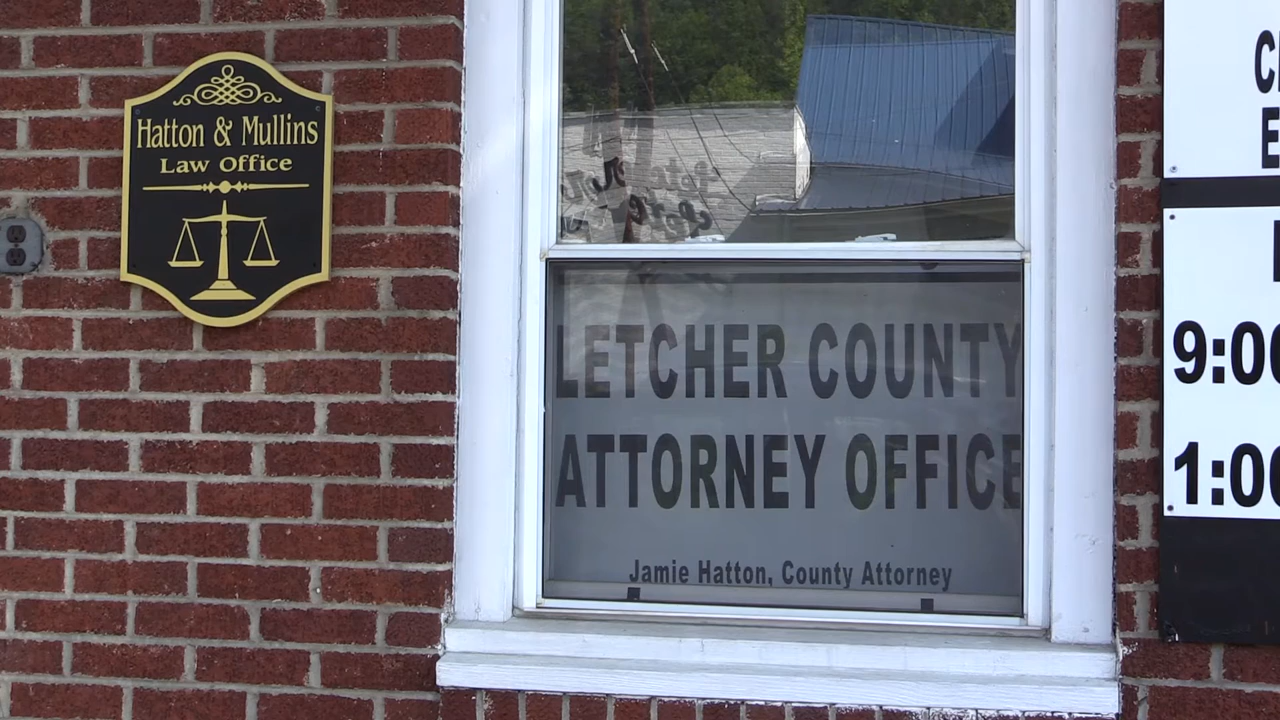 Hatton & Mullins
Law Office
LETCHER COUNTY
ATTORNEY OFFICE
Jamie Hatton, County Attorney
9:00
1:00